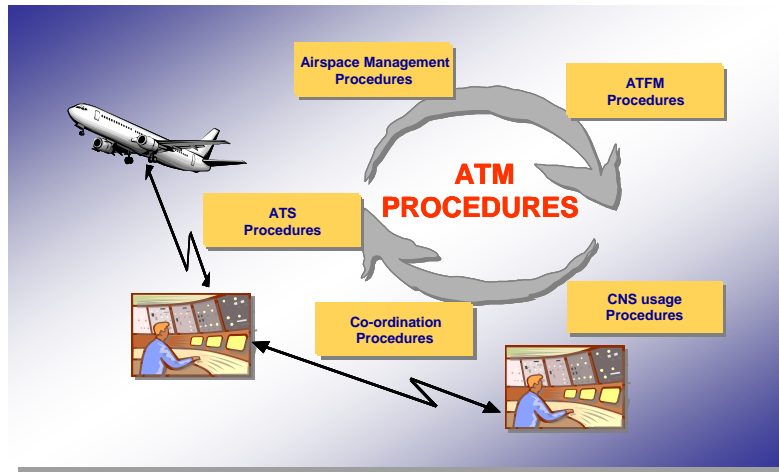 Airspace Management
Procedures
ATFM
Procedures
ATM
PROCEDURES
ATS
Procedures
CNS usage
Procedures
Co-ordination
Procedures